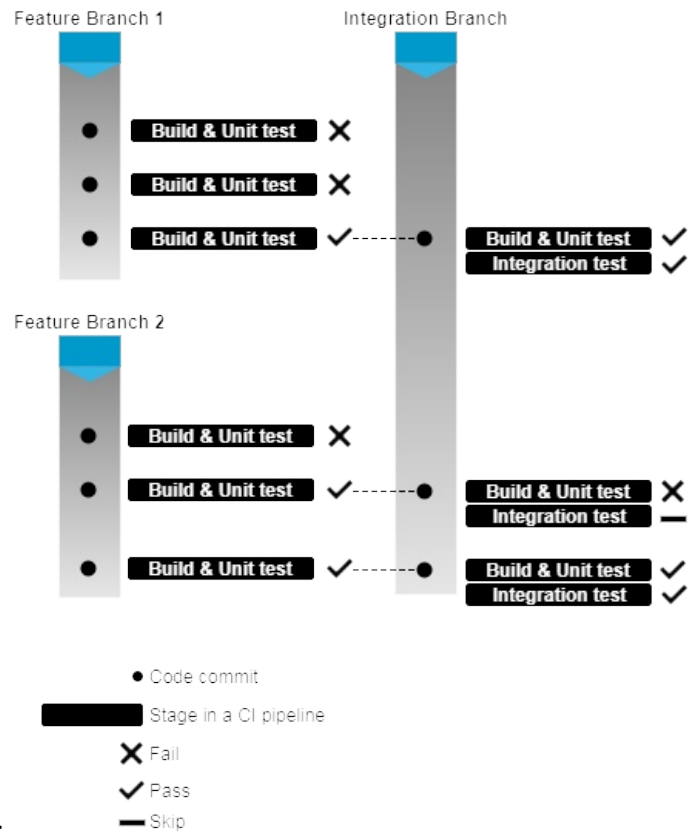 Feature Branch 1
Integration Branch
Build & Unit test
Build & Unit test
Build & Unit test
Build & Unit test
Integration test
Feature Branch 2
Build & Unit test
Build & Unit test
Build & Unit test
Integration test
Build & Unit test
Build & Unit test
Integration test
Code commit
Stage in a CI pipeline
Fail
Pass
Skip